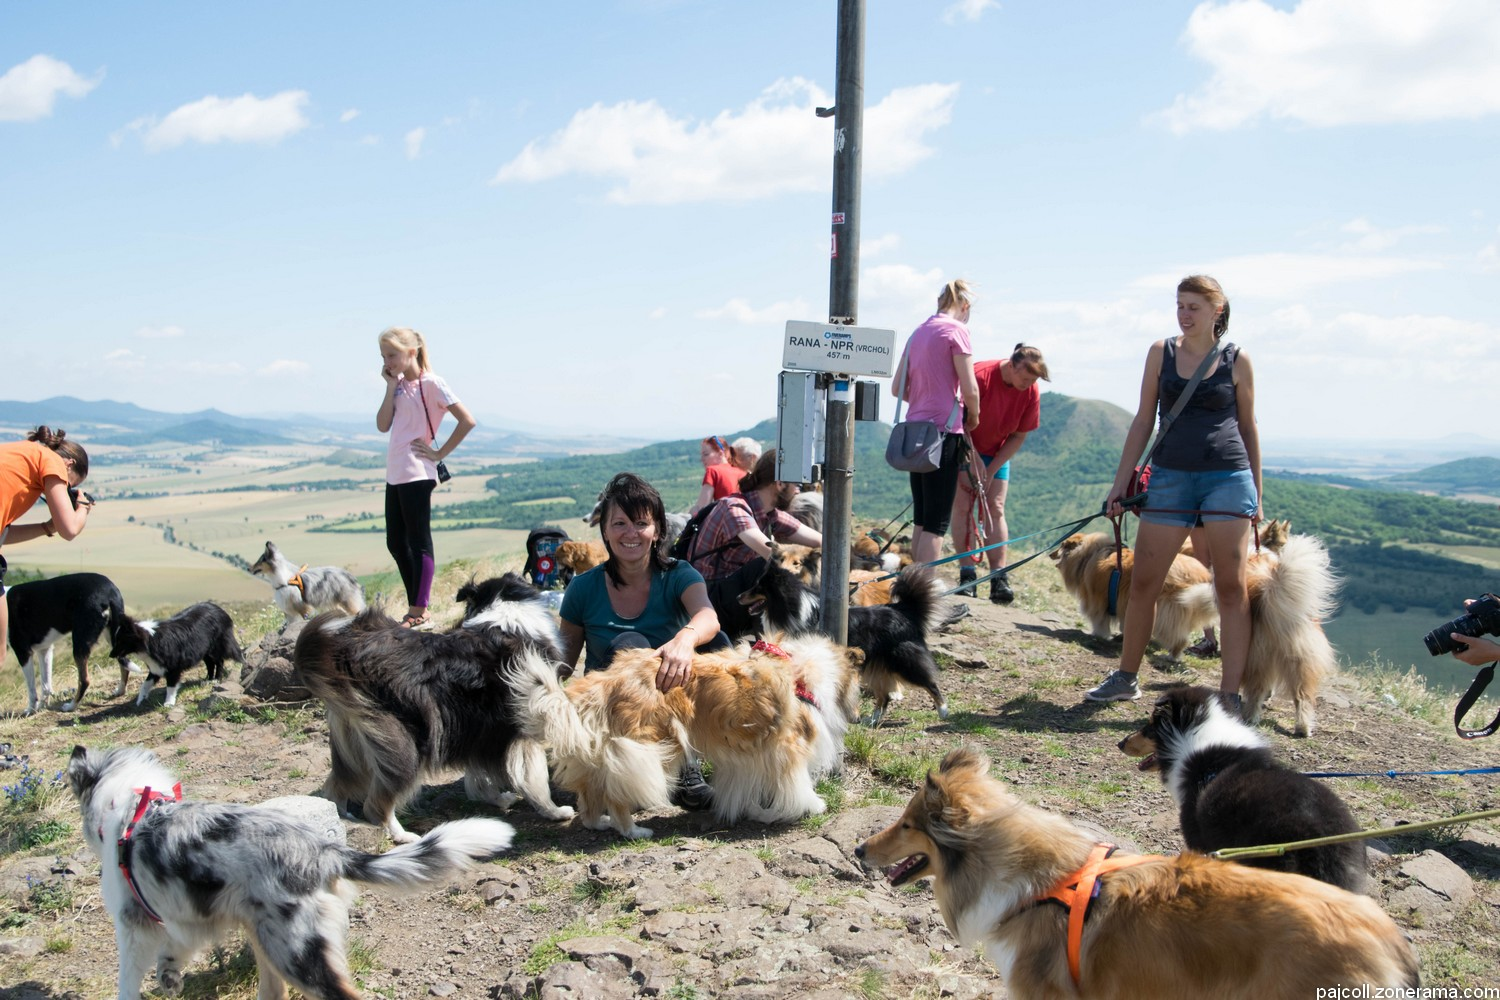 RANA - NPR (VRCHOL)
457 m
pajcoll.zonerama.com